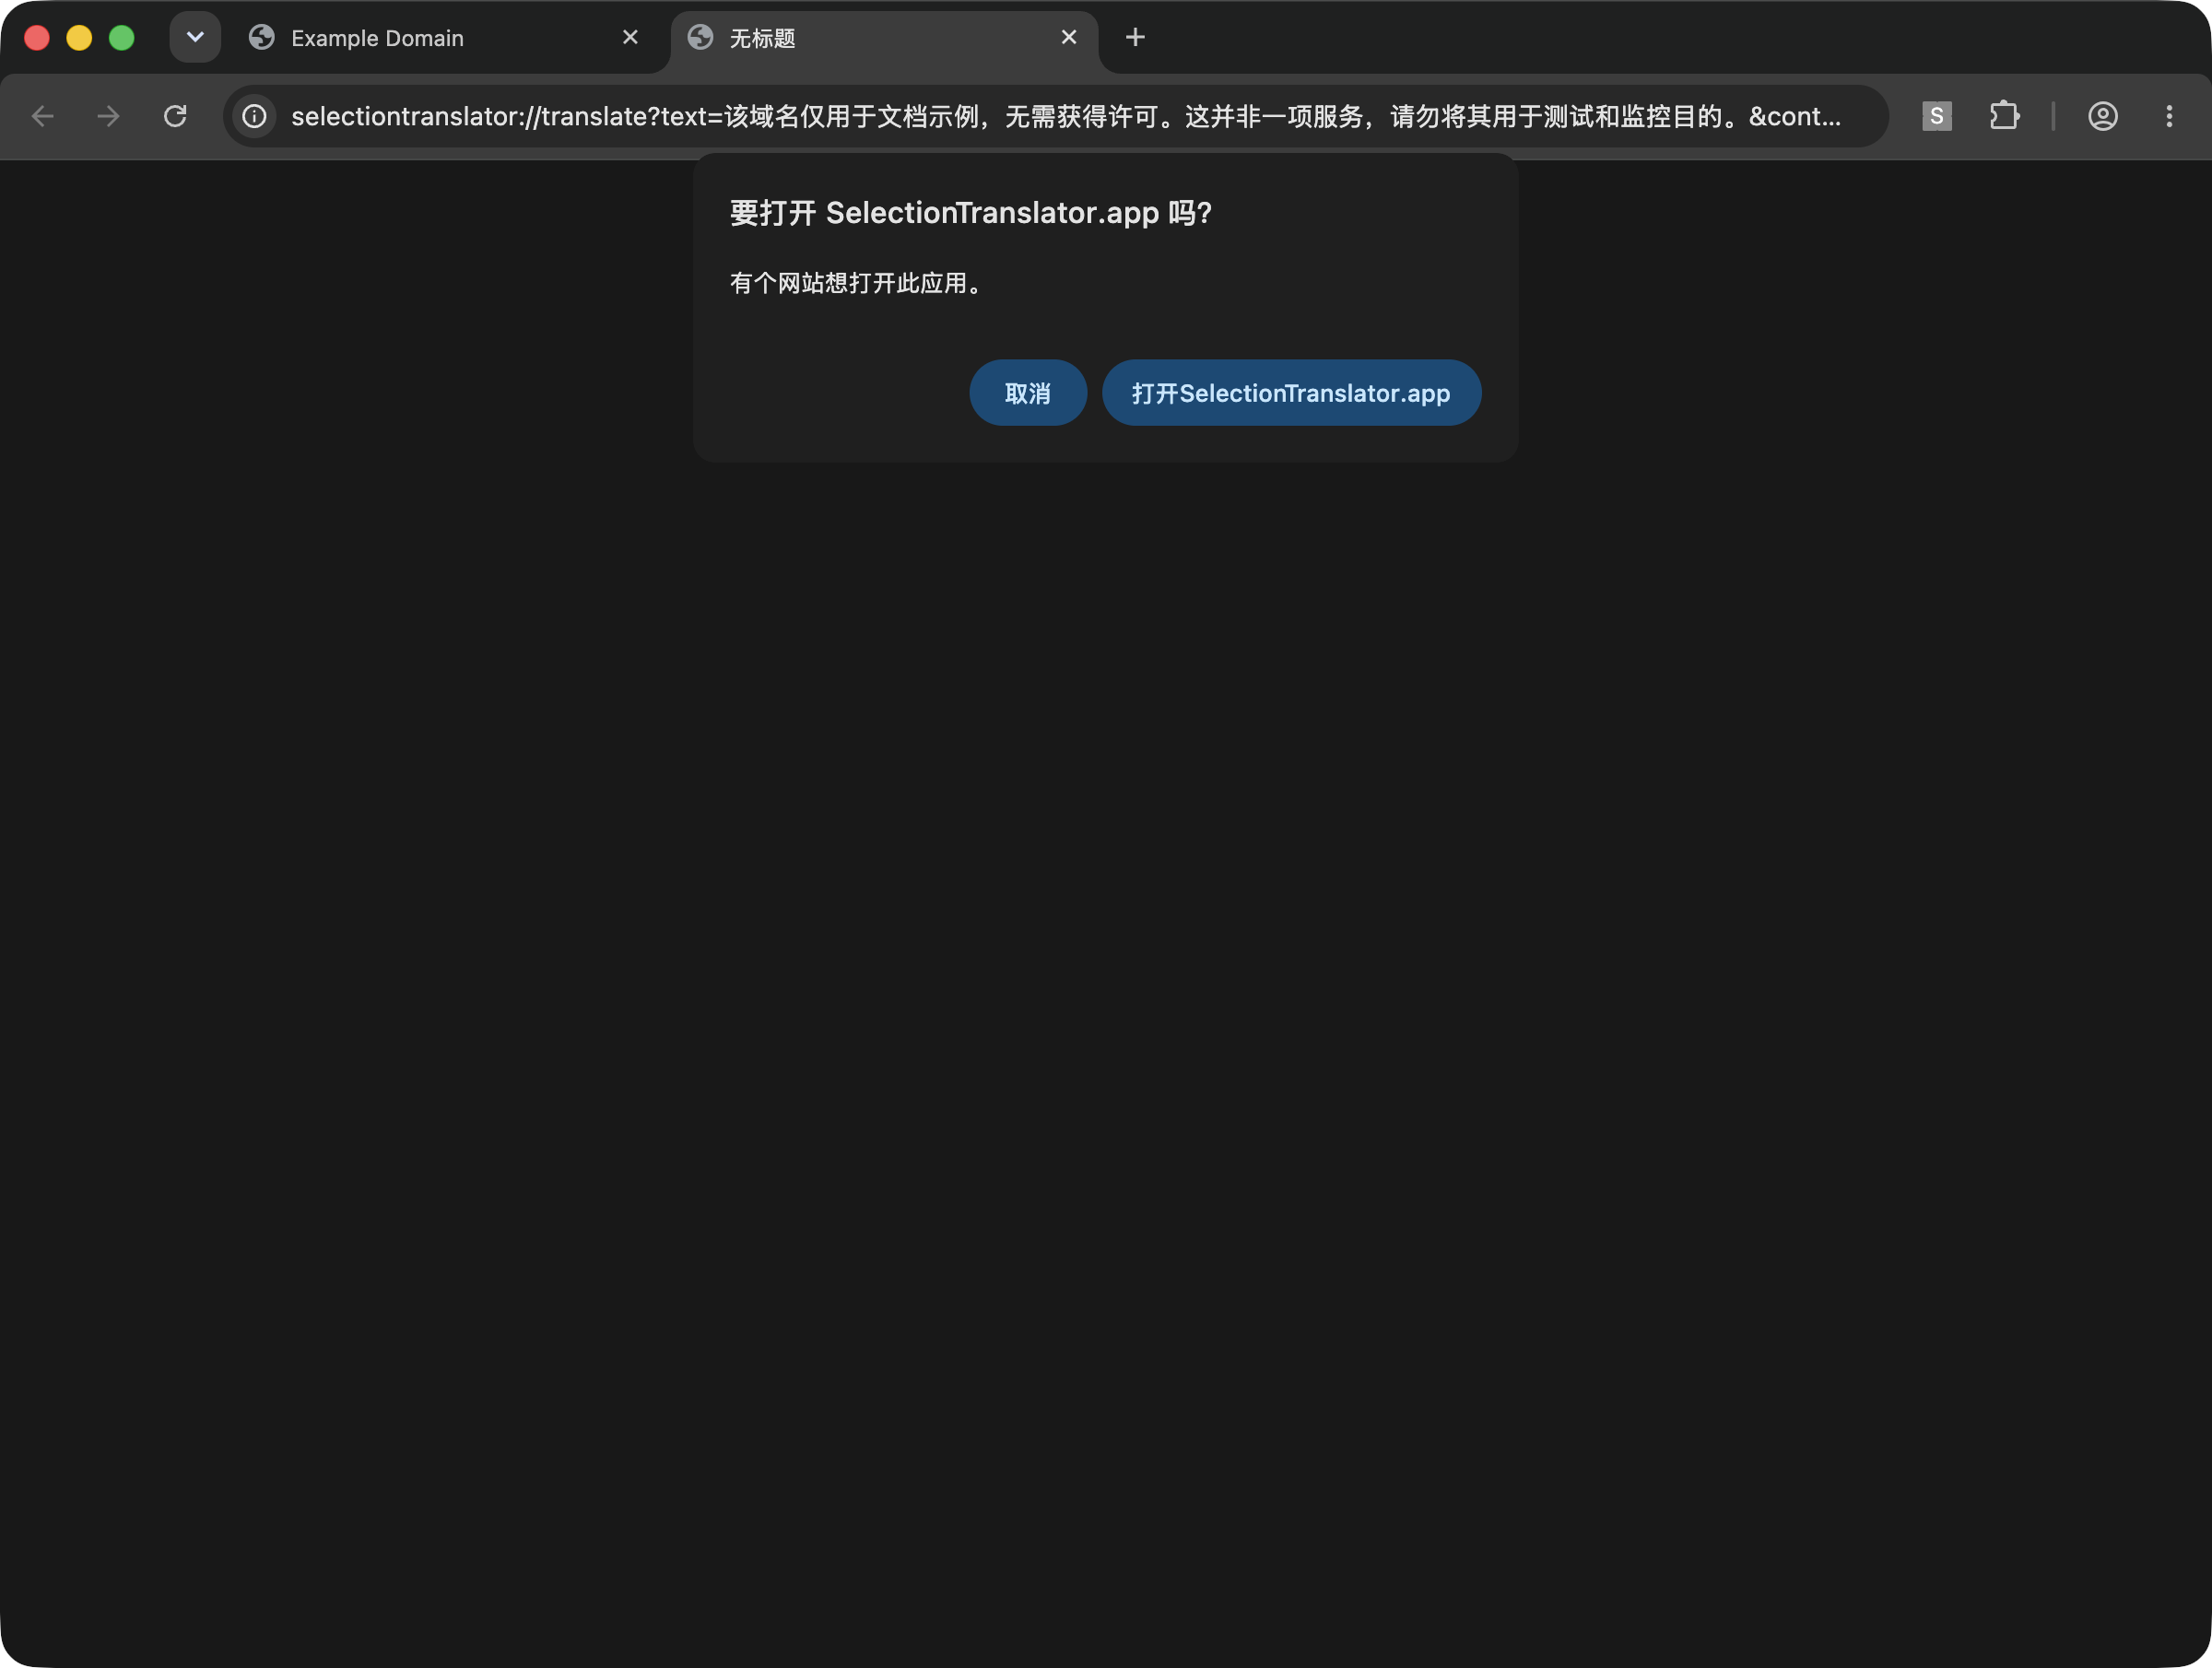 Example Domain
无标题
selectiontranslator://translate?text=该域名仅用于文档示例，无需获得许可。这并非一项服务，请勿将其用于测试和监控目的。&cont...
S
要打开 SelectionTranslator.app 吗？
有个网站想打开此应用。
取消
打开SelectionTranslator.app